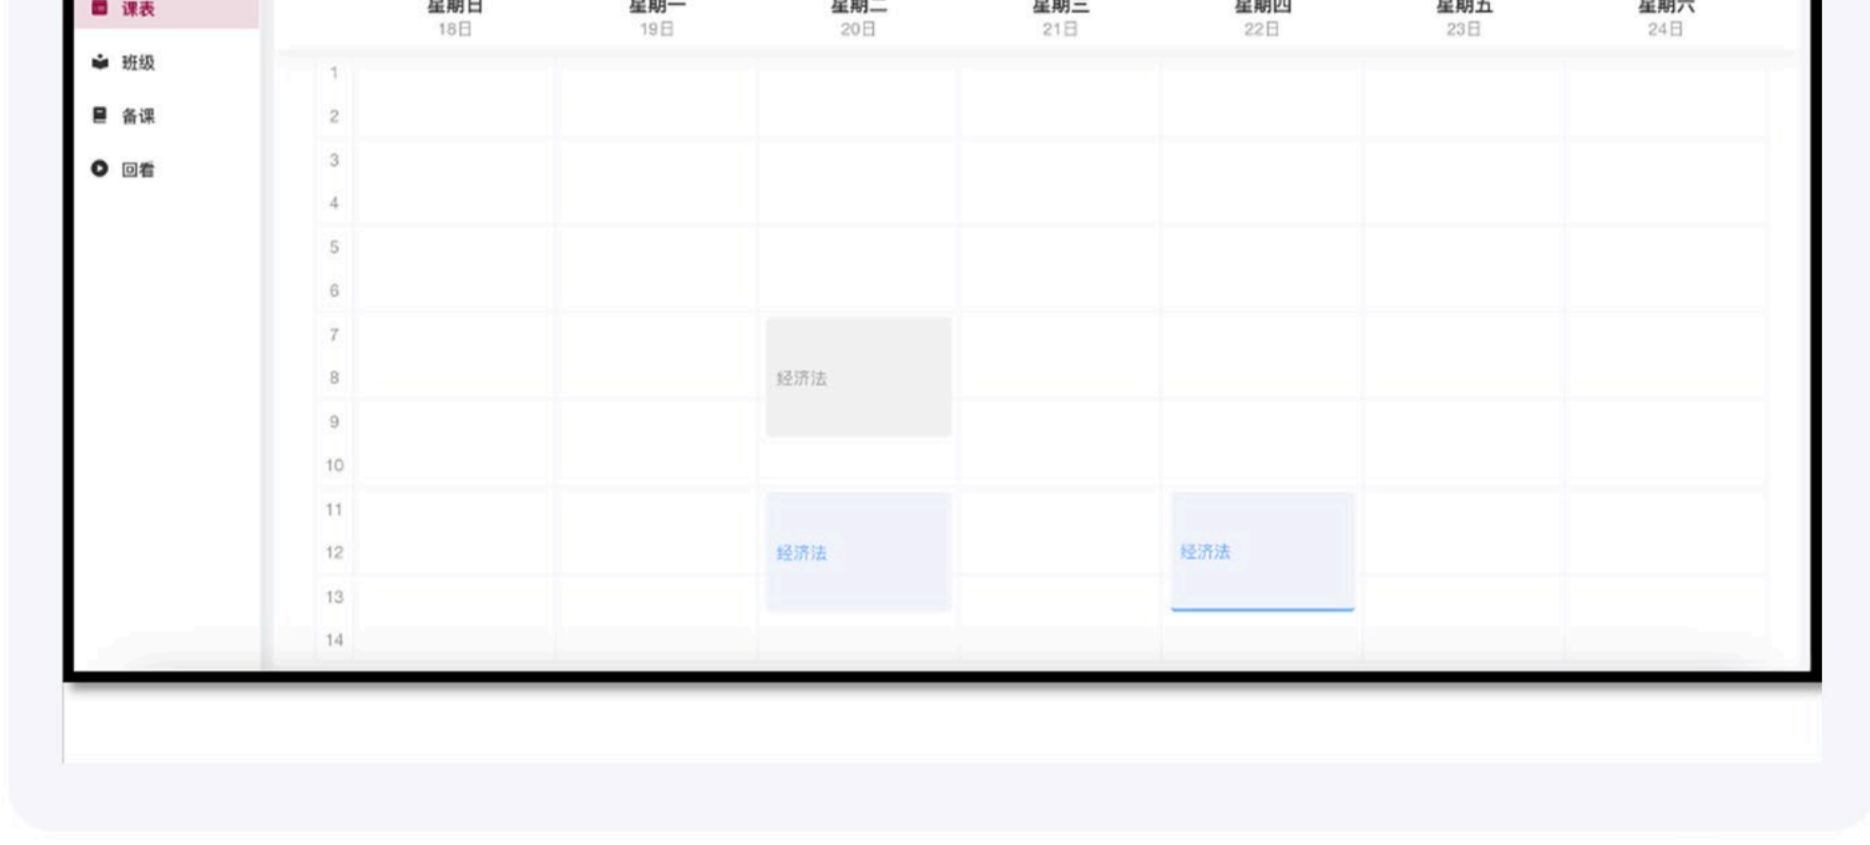 课表
星期日 星期一 星期二 星期三 星期四 星期五 星期六
18日 19日 20日 21日 22日 23日 24日
班级
备课
回看
1
2
3
4
5
6
7
8 经济法
9
10
11
12 经济法 经济法
13
14